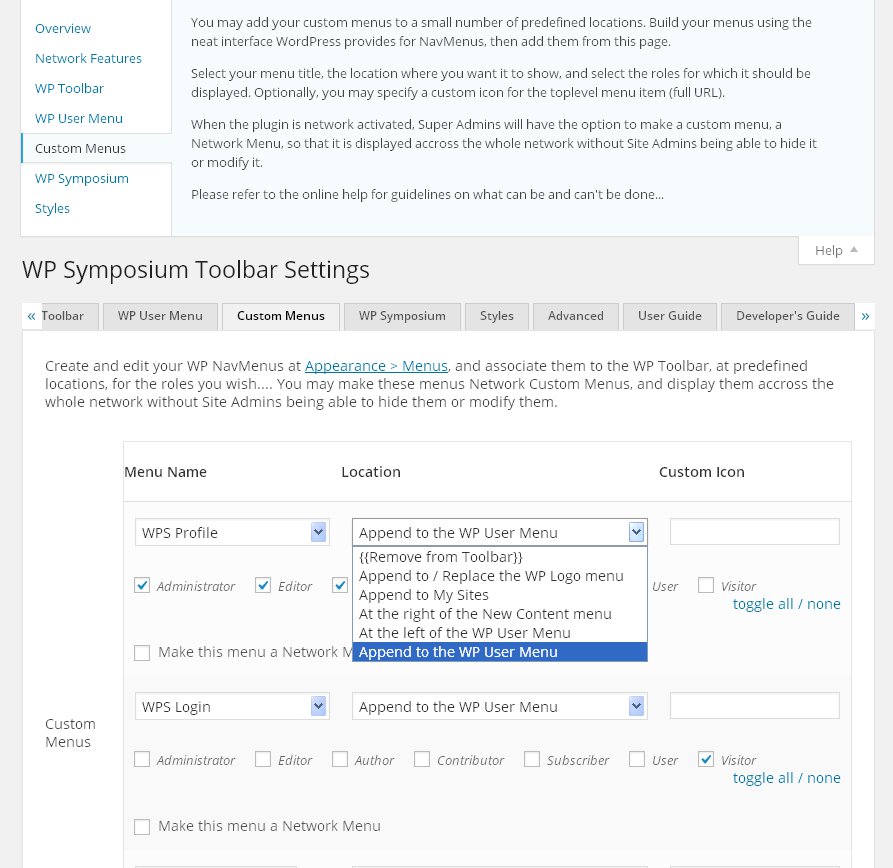 Overview
Network Features
WP Toolbar
WP User Menu
Custom Menus
WP Symposium
Styles
You may add your custom menus to a small number of predefined locations. Build your menus using the
neat interface WordPress provides for NavMenus, then add them from this page.
Select your menu title, the location where you want it to show, and select the roles for which it should be
displayed. Optionally, you may specify a custom icon for the toplevel menu item (full URL).
When the plugin is network activated, Super Admins will have the option to make a custom menu, a
Network Menu, so that it is displayed accross the whole network without Site Admins being able to hide it
or modify it.
Please refer to the online help for guidelines on what can be and can't be done...
Help
WP Symposium Toolbar Settings
« Toolbar WP User Menu Custom Menus WP Symposium Styles Advanced User Guide Developer's Guide »
Create and edit your WP NavMenus at Appearance > Menus, and associate them to the WP Toolbar, at predefined
locations, for the roles you wish.... You may make these menus Network Custom Menus, and display them accross the
whole network without Site Admins being able to hide them or modify them.
Menu Name Location Custom Icon
WPS Profile Append to the WP User Menu
{{Remove from Toolbar}}
Append to / Replace the WP Logo menu
Append to My Sites
At the right of the New Content menu
At the left of the WP User Menu
Append to the WP User Menu
Administrator Editor User Visitor
toggle all / none
Make this menu a Network M
Custom
Menus
WPS Login Append to the WP User Menu
Administrator Editor Author Contributor Subscriber User Visitor
toggle all / none
Make this menu a Network Menu